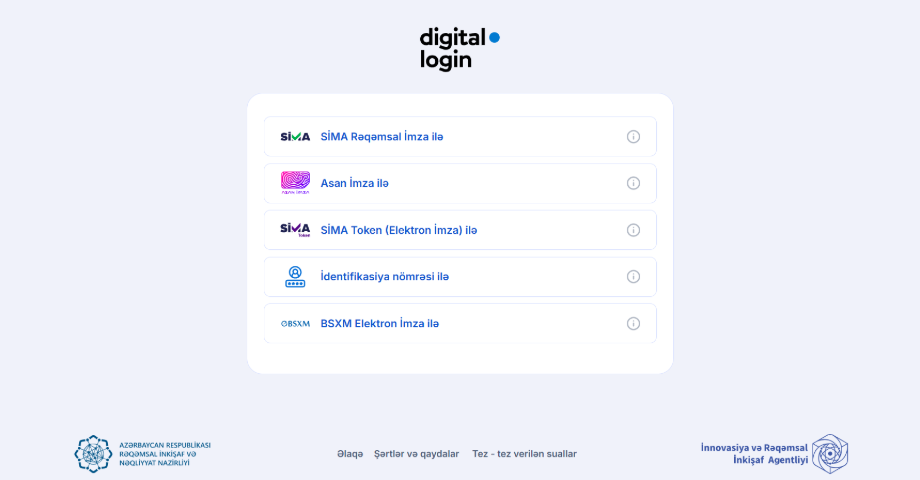 digital
login
SİMA
SİMA Rəqəmsal İmza ilə
Asan İmza ilə
SİMA
Token
SİMA Token (Elektron İmza) ilə
İdentifikasiya nömrəsi ilə
BSXM
BSXM Elektron İmza ilə
AZƏRBAYCAN RESPUBLİKASI
RƏQƏMSAL İNKİŞAF VƏ
NƏQLİYYAT NAZİRLİYİ
Əlaqə Şərtlər və qaydalar Tez - tez verilən suallar
İnnovasiya və Rəqəmsal
İnkişaf Agentliyi